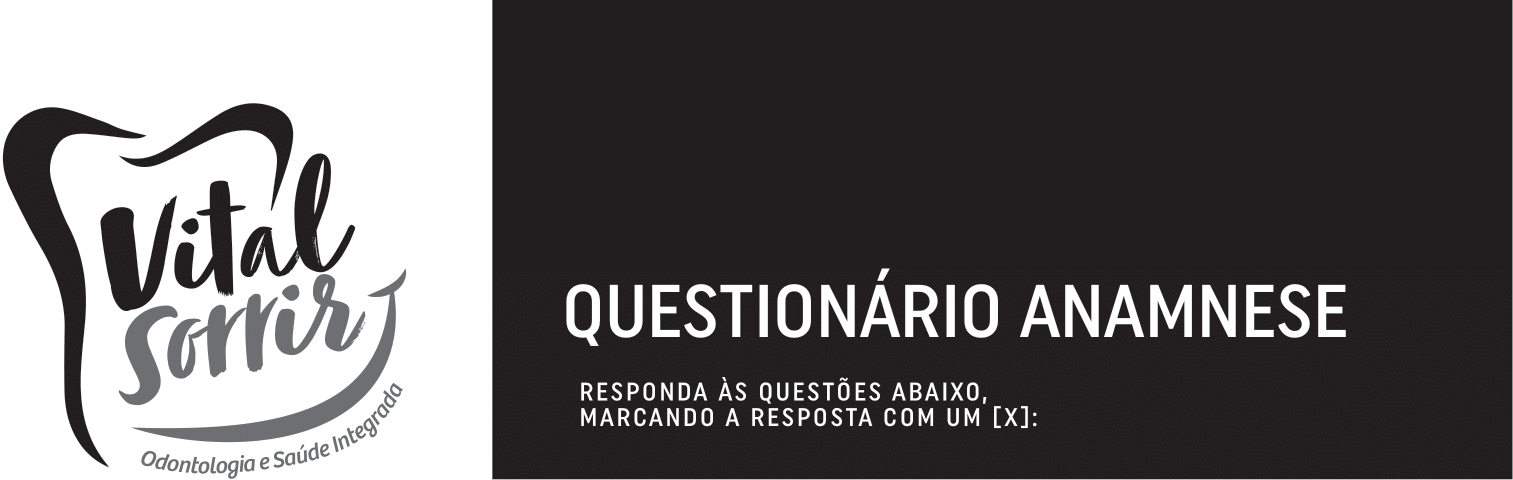 Vital
Sorrir
Odontologia e Saúde Integrada
QUESTIONÁRIO ANAMNESE
RESPONDA ÀS QUESTÕES ABAIXO,
MARCANDO A RESPOSTA COM UM [X]: